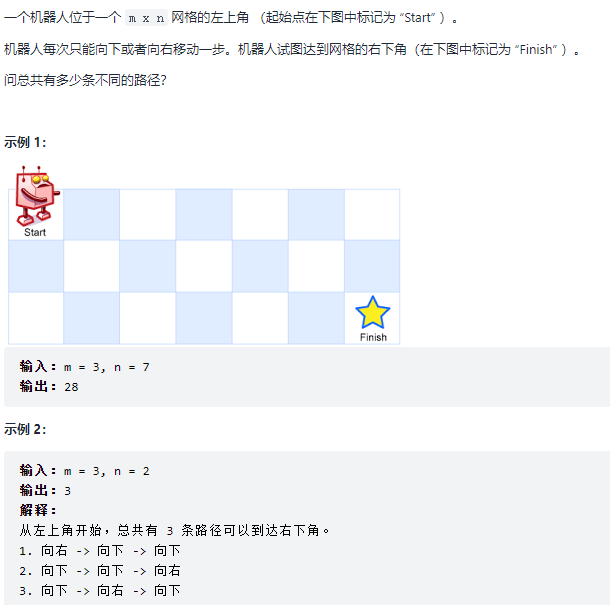 一个机器人位于一个 m x n 网格的左上角 （起始点在下图中标记为 “Start” ）。
机器人每次只能向下或者向右移动一步。机器人试图达到网格的右下角（在下图中标记为 “Finish” ）。
问总共有多少条不同的路径?
示例 1：
Start
Finish
输入：m = 3, n = 7
输出：28
示例 2：
输入：m = 3, n = 2
输出：3
解释：
从左上角开始，总共有 3 条路径可以到达右下角。
1. 向右 -> 向下 -> 向下
2. 向下 -> 向下 -> 向右
3. 向下 -> 向右 -> 向下